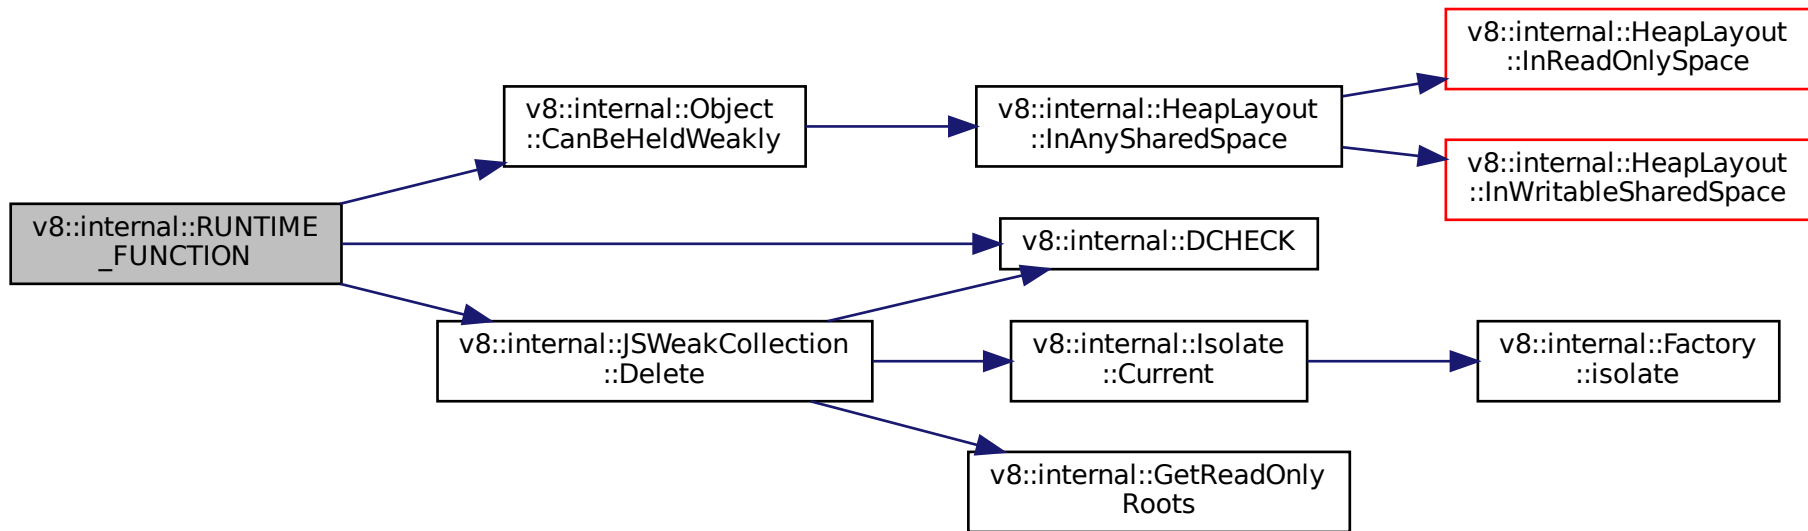 v8::internal::RUNTIME
_FUNCTION
v8::internal::Object
::CanBeHeldWeakly
v8::internal::HeapLayout
::InAnySharedSpace
v8::internal::HeapLayout
::InReadOnlySpace
v8::internal::HeapLayout
::InWritableSharedSpace
v8::internal::DCHECK
v8::internal::JSWeakCollection
::Delete
v8::internal::Isolate
::Current
v8::internal::Factory
::isolate
v8::internal::GetReadOnly
Roots